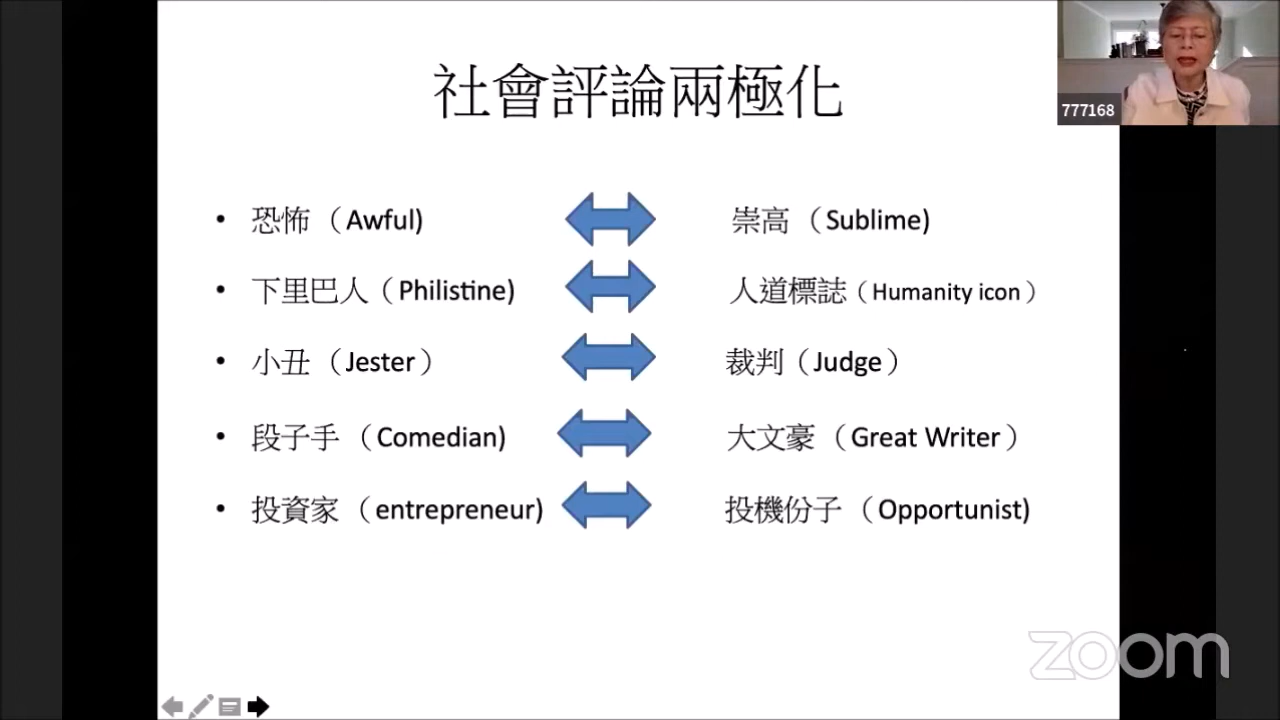 社會評論兩極化
777168
• 恐怖（Awful) 崇高（Sublime)
• 下里巴人（Philistine) 人道標誌（Humanity icon）
• 小丑（Jester） 裁判（Judge）
• 段子手（Comedian) 大文豪（Great Writer）
• 投資家（entrepreneur) 投機份子（Opportunist)
zoom